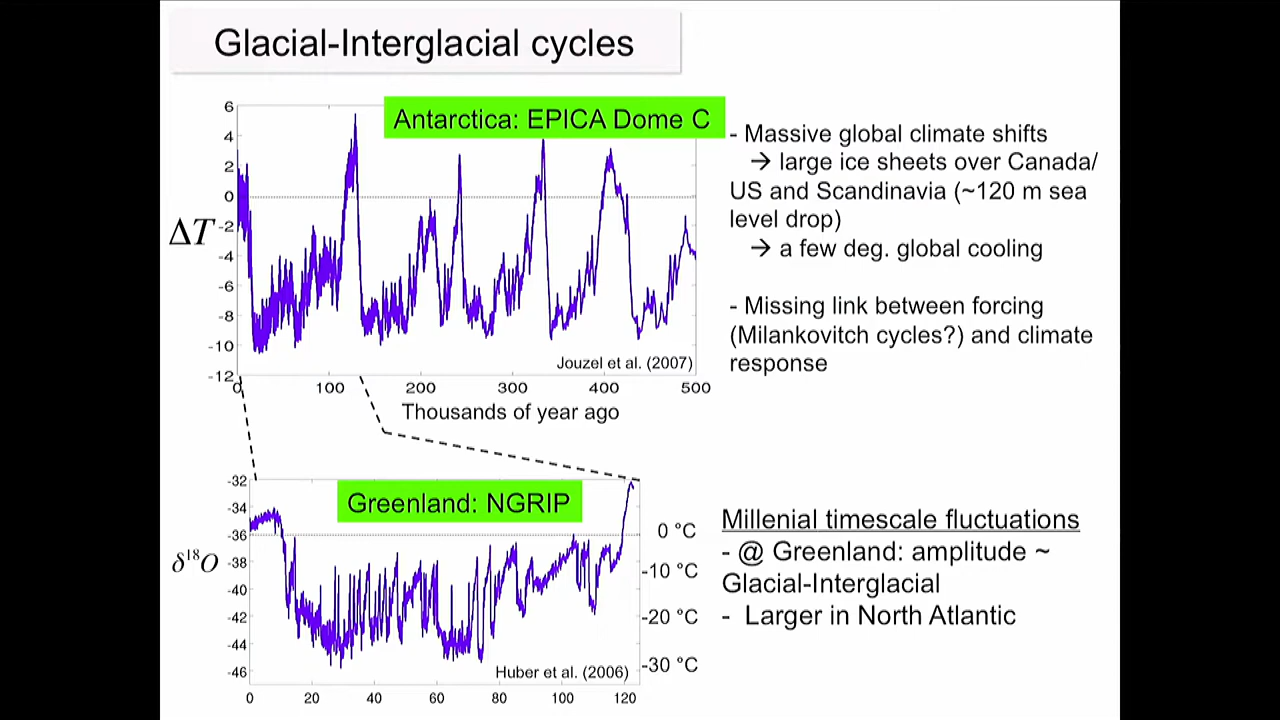 Glacial-Interglacial cycles
Antarctica: EPICA Dome C
6
4
2
0
-2
-4
-6
-8
-10
-12
ΔT
Jouzel et al. (2007)
0
100
200
300
400
500
Thousands of year ago
- Massive global climate shifts
→ large ice sheets over Canada/
US and Scandinavia (~120 m sea
level drop)
→ a few deg. global cooling
- Missing link between forcing
(Milankovitch cycles?) and climate
response
Greenland: NGRIP
-32
-34
-36
-38
-40
-42
-44
-46
δ¹⁸O
0 °C
-10 °C
-20 °C
-30 °C
Huber et al. (2006)
0
20
40
60
80
100
120
Millenial timescale fluctuations
- @ Greenland: amplitude ~
Glacial-Interglacial
- Larger in North Atlantic